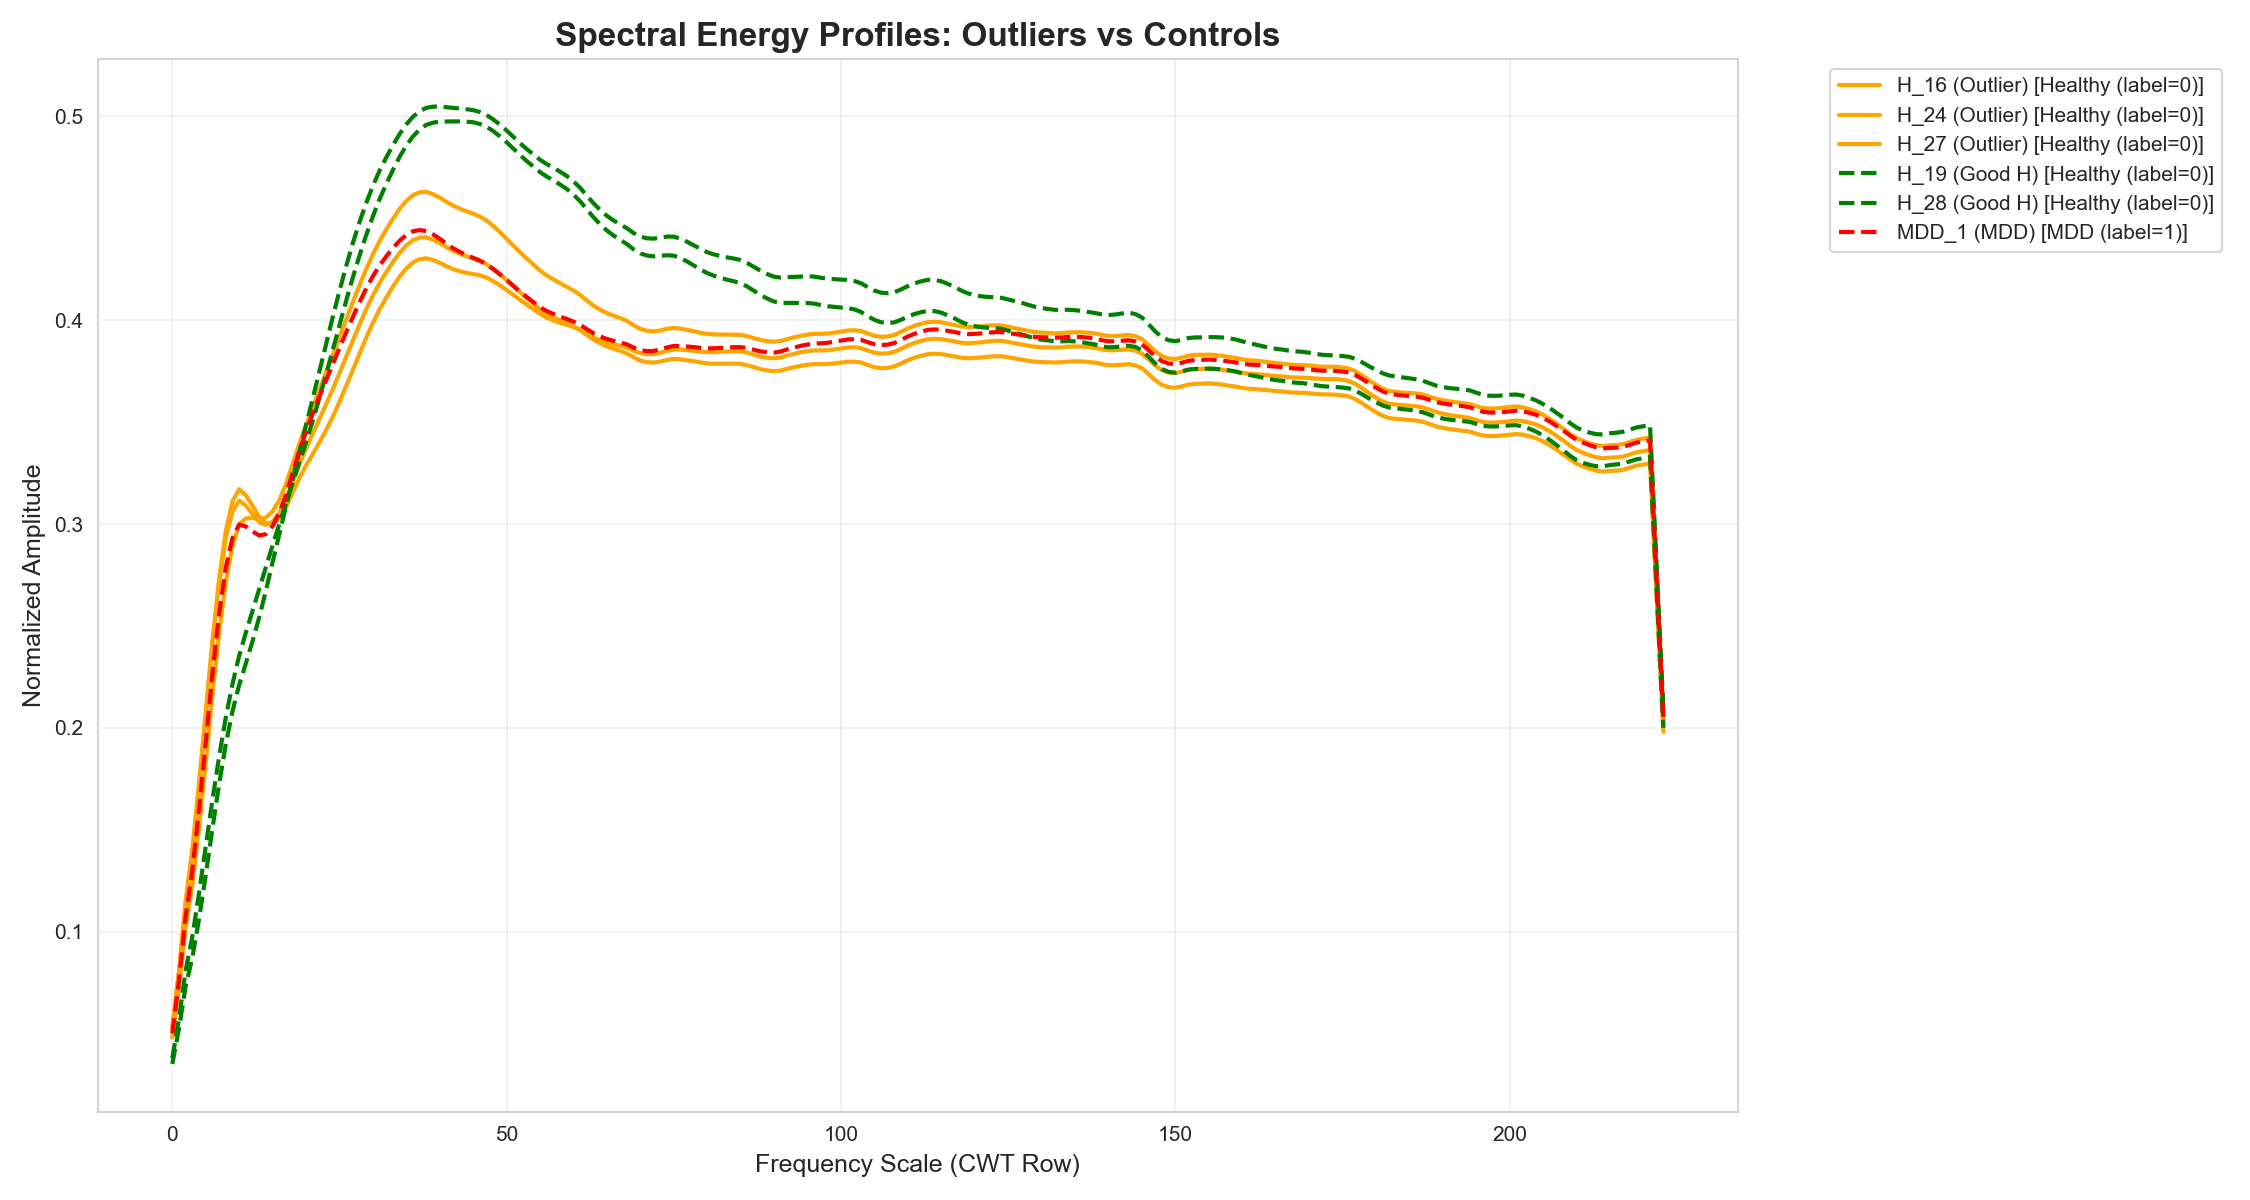 Spectral Energy Profiles: Outliers vs Controls
H_16 (Outlier) [Healthy (label=0)]
H_24 (Outlier) [Healthy (label=0)]
H_27 (Outlier) [Healthy (label=0)]
H_19 (Good H) [Healthy (label=0)]
H_28 (Good H) [Healthy (label=0)]
MDD_1 (MDD) [MDD (label=1)]
Normalized Amplitude
0.5
0.4
0.3
0.2
0.1
0 50 100 150 200
Frequency Scale (CWT Row)